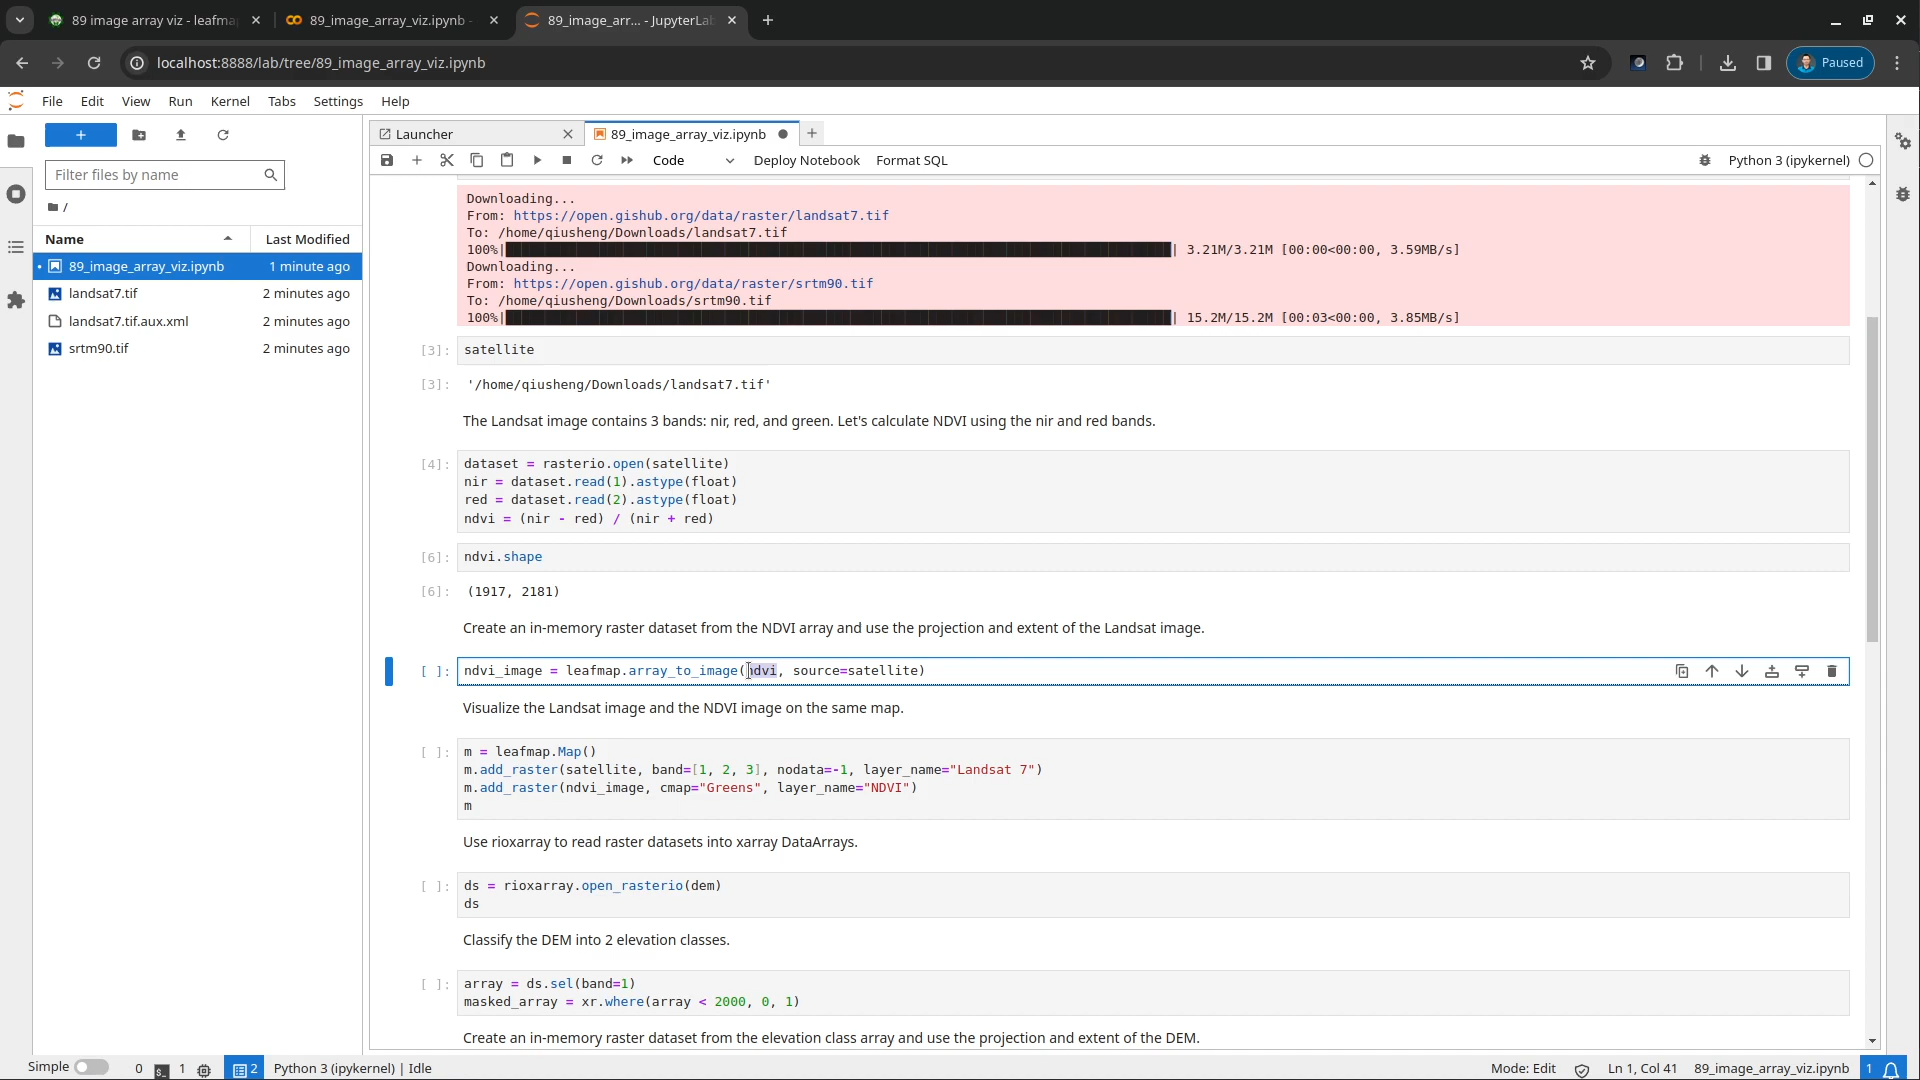 89 image array viz - leafma
89_image_array_viz.ipynb -
89_image_arr... - JupyterLab
localhost:8888/lab/tree/89_image_array_viz.ipynb
Paused
File Edit View Run Kernel Tabs Settings Help
Filter files by name
/
Name Last Modified
89_image_array_viz.ipynb 1 minute ago
landsat7.tif 2 minutes ago
landsat7.tif.aux.xml 2 minutes ago
srtm90.tif 2 minutes ago
Launcher
89_image_array_viz.ipynb
Code Deploy Notebook Format SQL Python 3 (ipykernel)
Downloading...
From: https://open.gishub.org/data/raster/landsat7.tif
To: /home/qiusheng/Downloads/landsat7.tif
100%| | 3.21M/3.21M [00:00<00:00, 3.59MB/s]
Downloading...
From: https://open.gishub.org/data/raster/srtm90.tif
To: /home/qiusheng/Downloads/srtm90.tif
100%| | 15.2M/15.2M [00:03<00:00, 3.85MB/s]
[3]: satellite
[3]: '/home/qiusheng/Downloads/landsat7.tif'
The Landsat image contains 3 bands: nir, red, and green. Let's calculate NDVI using the nir and red bands.
[4]: dataset = rasterio.open(satellite)
nir = dataset.read(1).astype(float)
red = dataset.read(2).astype(float)
ndvi = (nir - red) / (nir + red)
[6]: ndvi.shape
[6]: (1917, 2181)
Create an in-memory raster dataset from the NDVI array and use the projection and extent of the Landsat image.
[ ]: ndvi_image = leafmap.array_to_image(ndvi, source=satellite)
Visualize the Landsat image and the NDVI image on the same map.
[ ]: m = leafmap.Map()
m.add_raster(satellite, band=[1, 2, 3], nodata=-1, layer_name="Landsat 7")
m.add_raster(ndvi_image, cmap="Greens", layer_name="NDVI")
m
Use rioxarray to read raster datasets into xarray DataArrays.
[ ]: ds = rioxarray.open_rasterio(dem)
ds
Classify the DEM into 2 elevation classes.
[ ]: array = ds.sel(band=1)
masked_array = xr.where(array < 2000, 0, 1)
Create an in-memory raster dataset from the elevation class array and use the projection and extent of the DEM.
Simple 0 1 2 Python 3 (ipykernel) | Idle Mode: Edit Ln 1, Col 41 89_image_array_viz.ipynb 1